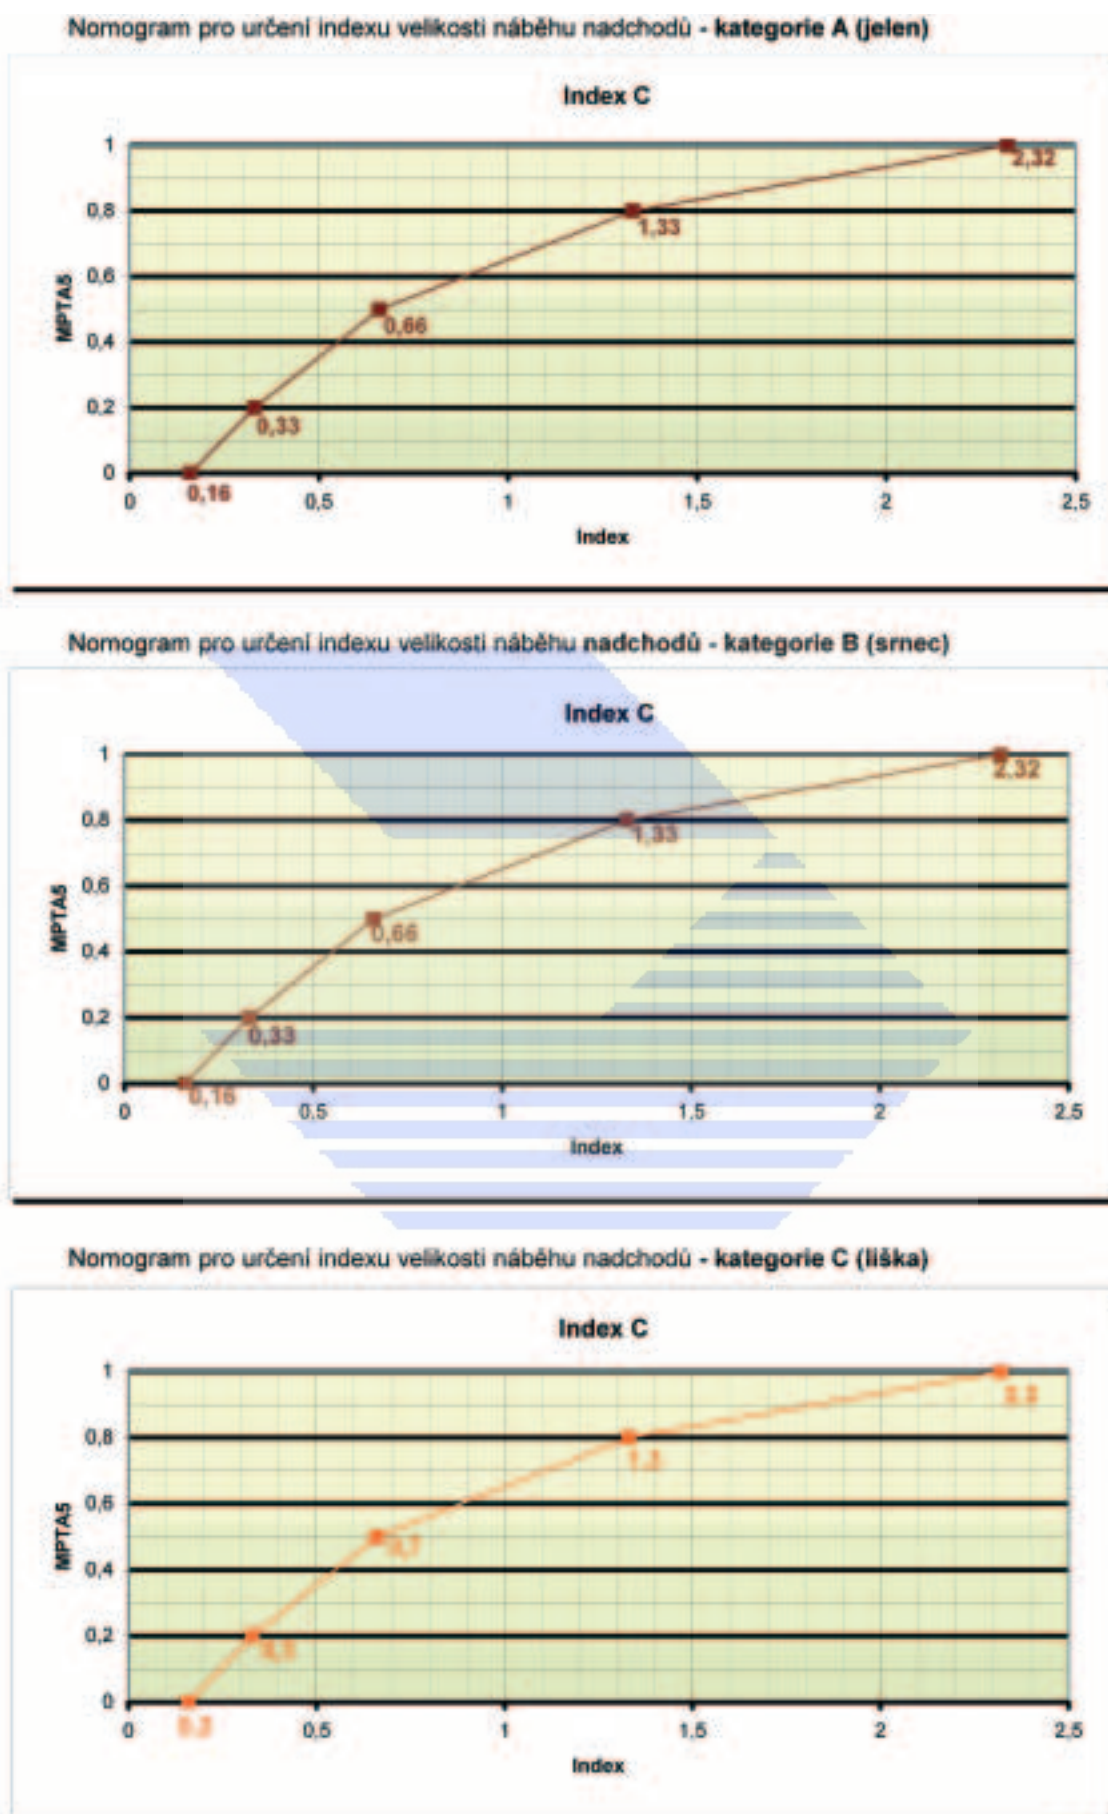 Nomogram pro určení indexu velikosti náběhu nadchodů - kategorie A (jelen)
Index C
1
2,32
0,8
1,33
0,6
MPTA5
0,66
0,4
0,2
0,33
0
0,16
0 0,5 1 1,5 2 2,5
Index
Nomogram pro určení indexu velikosti náběhu nadchodů - kategorie B (srnec)
Index C
1
2,32
0,8
1,33
0,6
MPTA5
0,66
0,4
0,2
0,33
0
0,16
0 0,5 1 1,5 2 2,5
Index
Nomogram pro určení indexu velikosti náběhu nadchodů - kategorie C (liška)
Index C
1
0,8
0,6
MPTA5
0,4
0,2
0
0 0,5 1 1,5 2 2,5
Index